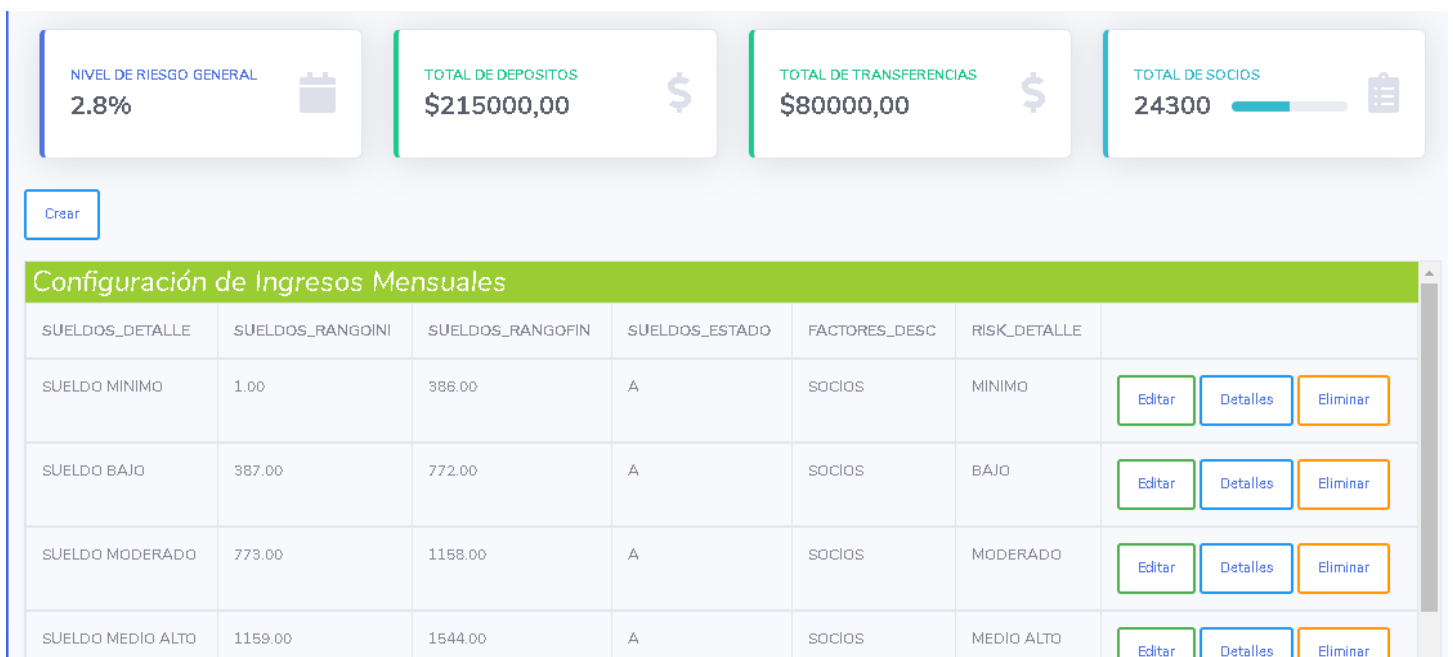 NIVEL DE RIESGO GENERAL
2.8%
TOTAL DE DEPOSITOS
$215000,00
TOTAL DE TRANSFERENCIAS
$80000,00
TOTAL DE SOCIOS
24300
Crear
Configuración de Ingresos Mensuales
SUELDOS_DETALLE SUELDOS_RANGOINI SUELDOS_RANGOFIN SUELDOS_ESTADO FACTORES_DESC RISK_DETALLE
SUELDO MINIMO 1.00 386.00 A SOCIOS MINIMO Editar Detalles Eliminar
SUELDO BAJO 387.00 772.00 A SOCIOS BAJO Editar Detalles Eliminar
SUELDO MODERADO 773.00 1158.00 A SOCIOS MODERADO Editar Detalles Eliminar
SUELDO MEDIO ALTO 1159.00 1544.00 A SOCIOS MEDIO ALTO Editar Detalles Eliminar